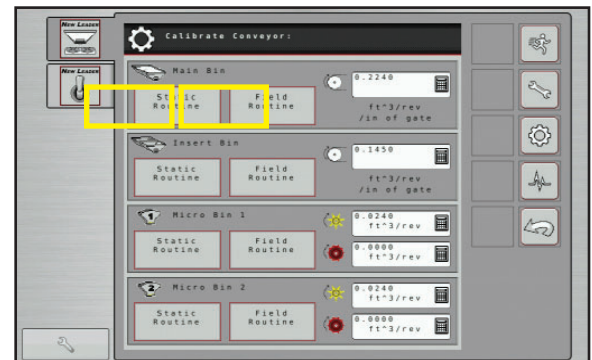 New Leader
Calibrate Conveyor:
New Leader
Main Bin
0.2240
Static Routine
Field Routine
ft^3/rev
/in of gate
Insert Bin
0.1450
Static Routine
Field Routine
ft^3/rev
/in of gate
1
Micro Bin 1
0.0240
ft^3/rev
Static Routine
Field Routine
0.0000
ft^3/rev
2
Micro Bin 2
0.0240
ft^3/rev
Static Routine
Field Routine
0.0000
ft^3/rev